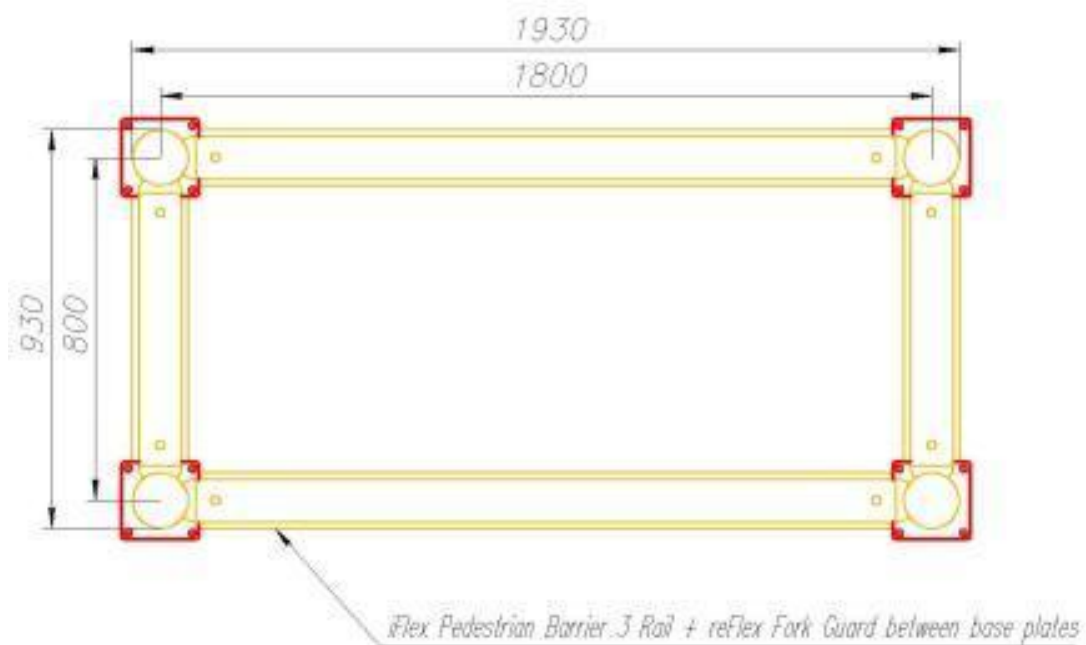 1930
1800
930
800
iFlex Pedestrian Barrier 3 Rail + reFlex Fork Guard between base plates